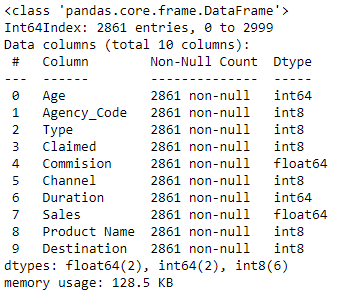 <class 'pandas.core.frame.DataFrame'>
Int64Index: 2861 entries, 0 to 2999
Data columns (total 10 columns):
 #   Column        Non-Null Count  Dtype
---  ------        --------------  -----
 0   Age           2861 non-null   int64
 1   Agency_Code   2861 non-null   int8
 2   Type          2861 non-null   int8
 3   Claimed       2861 non-null   int8
 4   Commision     2861 non-null   float64
 5   Channel       2861 non-null   int8
 6   Duration      2861 non-null   int64
 7   Sales         2861 non-null   float64
 8   Product Name  2861 non-null   int8
 9   Destination   2861 non-null   int8
dtypes: float64(2), int64(2), int8(6)
memory usage: 128.5 KB